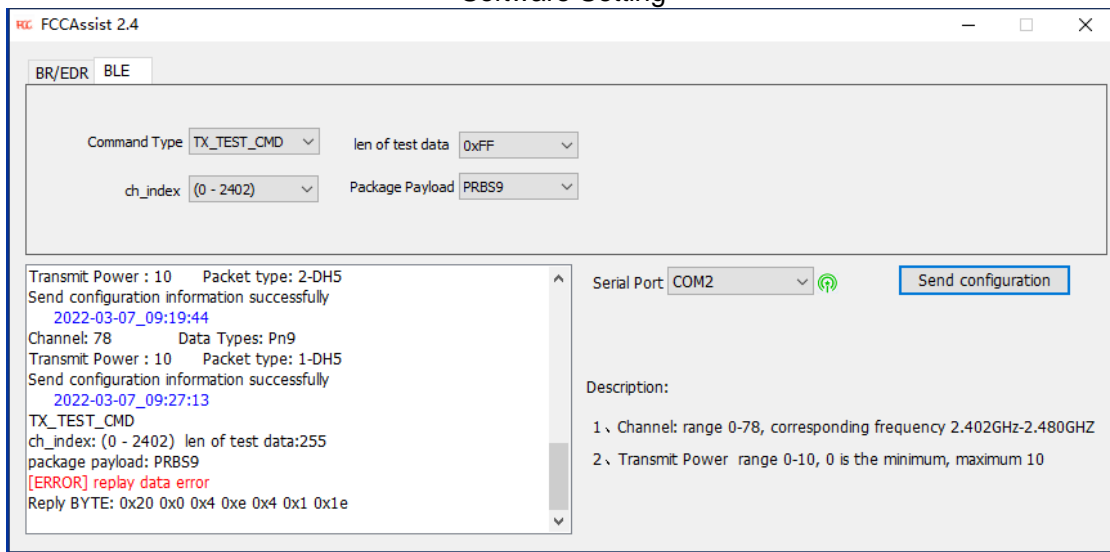 FCC FCCAssist 2.4
BR/EDR BLE
Command Type TX_TEST_CMD len of test data 0xFF
ch_index (0 - 2402) Package Payload PRBS9
Transmit Power : 10 Packet type: 2-DH5
Send configuration information successfully
2022-03-07_09:19:44
Channel: 78 Data Types: Pn9
Transmit Power : 10 Packet type: 1-DH5
Send configuration information successfully
2022-03-07_09:27:13
TX_TEST_CMD
ch_index: (0 - 2402) len of test data:255
package payload: PRBS9
[ERROR] replay data error
Reply BYTE: 0x20 0x0 0x4 0xe 0x4 0x1 0x1e
Serial Port COM2 Send configuration
Description:
1、Channel: range 0-78, corresponding frequency 2.402GHz-2.480GHZ
2、Transmit Power range 0-10, 0 is the minimum, maximum 10